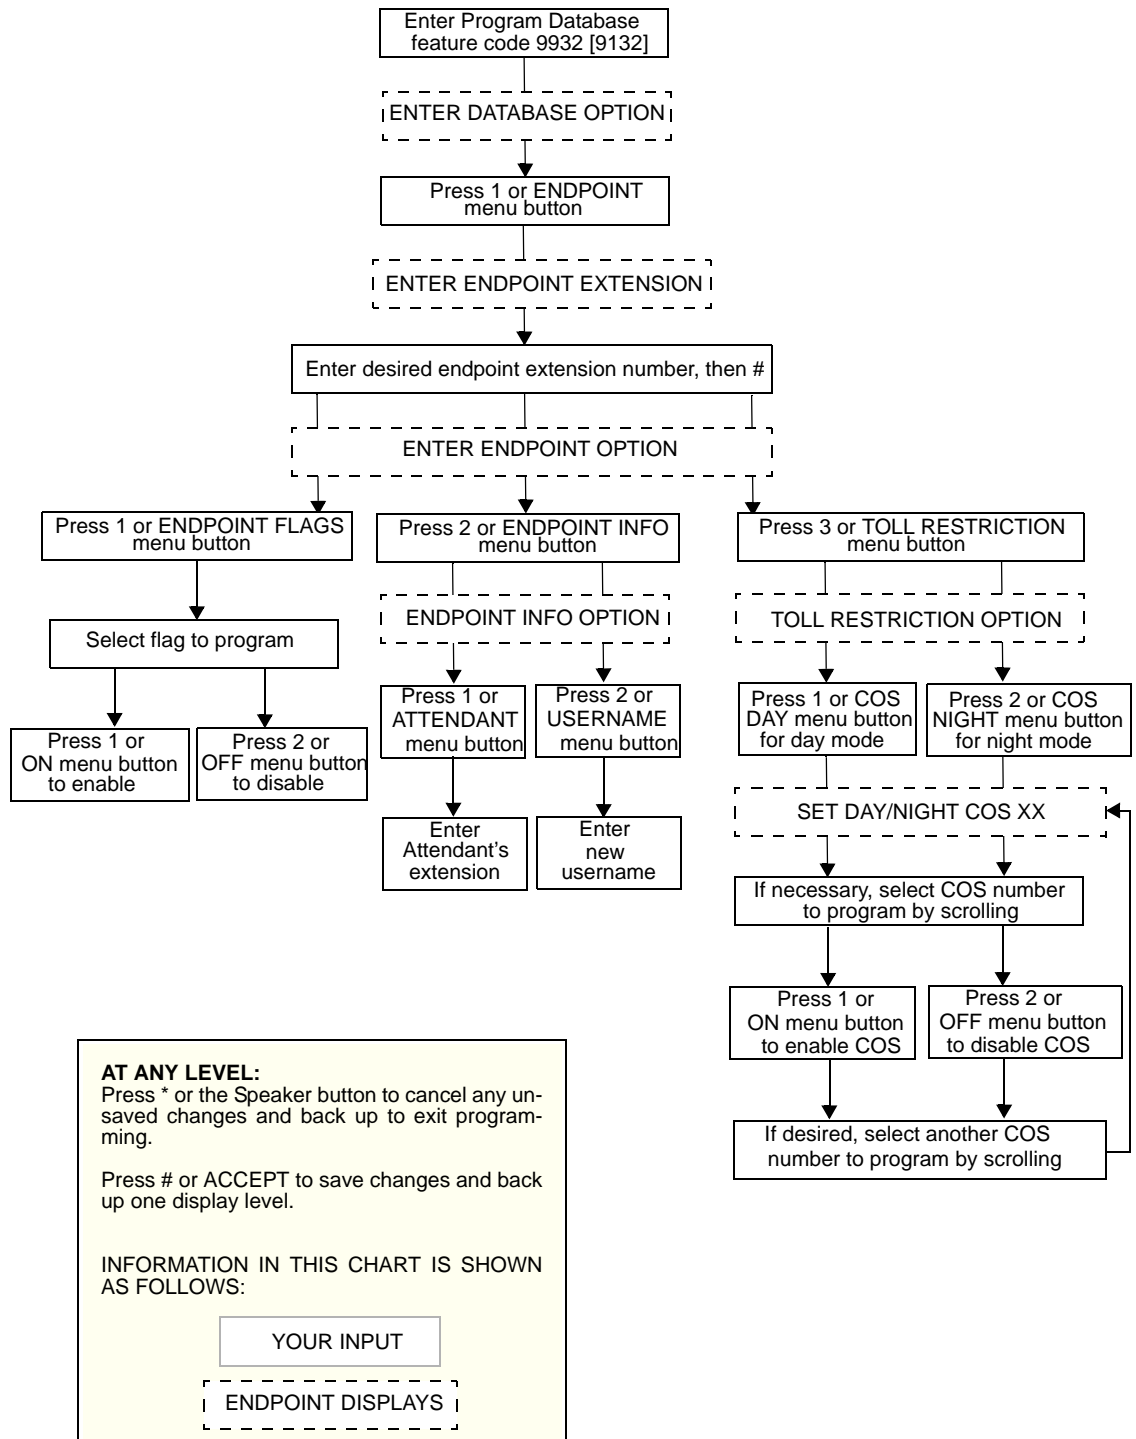 Enter Program Database
feature code 9932 [9132]
ENTER DATABASE OPTION
Press 1 or ENDPOINT
menu button
ENTER ENDPOINT EXTENSION
Enter desired endpoint extension number, then #
ENTER ENDPOINT OPTION
Press 1 or ENDPOINT FLAGS
menu button
Select flag to program
Press 1 or
ON menu button
to enable
Press 2 or
OFF menu button
to disable
Press 2 or ENDPOINT INFO
menu button
ENDPOINT INFO OPTION
Press 1 or
ATTENDANT
menu button
Enter
Attendant's
extension
Press 2 or
USERNAME
menu button
Enter
new
username
Press 3 or TOLL RESTRICTION
menu button
TOLL RESTRICTION OPTION
Press 1 or COS
DAY menu button
for day mode
Press 2 or COS
NIGHT menu button
for night mode
SET DAY/NIGHT COS XX
If necessary, select COS number
to program by scrolling
Press 1 or
ON menu button
to enable COS
Press 2 or
OFF menu button
to disable COS
If desired, select another COS
number to program by scrolling
AT ANY LEVEL:
Press * or the Speaker button to cancel any un-
saved changes and back up to exit program-
ming.
Press # or ACCEPT to save changes and back
up one display level.
INFORMATION IN THIS CHART IS SHOWN
AS FOLLOWS:
YOUR INPUT
ENDPOINT DISPLAYS